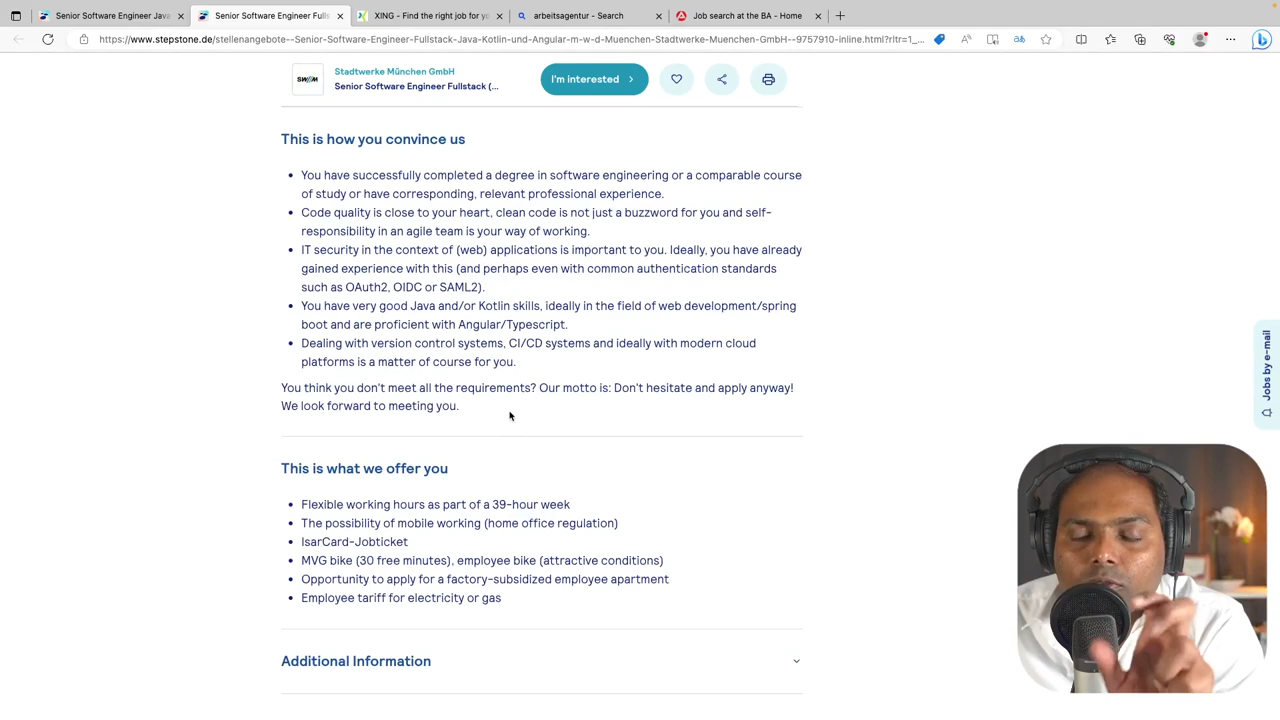 Senior Software Engineer Java
Senior Software Engineer Fulls
XING - Find the right job for yo
arbeitsagentur - Search
Job search at the BA - Home
https://www.stepstone.de/stellenangebote--Senior-Software-Engineer-Fullstack-Java-Kotlin-und-Angular-m-w-d-Muenchen-Stadtwerke-Muenchen-GmbH--9757910-inline.html?rltr=1_...
SWM
Stadtwerke München GmbH
Senior Software Engineer Fullstack (...
I'm interested
This is how you convince us
• You have successfully completed a degree in software engineering or a comparable course
of study or have corresponding, relevant professional experience.
• Code quality is close to your heart, clean code is not just a buzzword for you and self-
responsibility in an agile team is your way of working.
• IT security in the context of (web) applications is important to you. Ideally, you have already
gained experience with this (and perhaps even with common authentication standards
such as OAuth2, OIDC or SAML2).
• You have very good Java and/or Kotlin skills, ideally in the field of web development/spring
boot and are proficient with Angular/Typescript.
• Dealing with version control systems, CI/CD systems and ideally with modern cloud
platforms is a matter of course for you.
You think you don't meet all the requirements? Our motto is: Don't hesitate and apply anyway!
We look forward to meeting you.
This is what we offer you
• Flexible working hours as part of a 39-hour week
• The possibility of mobile working (home office regulation)
• IsarCard-Jobticket
• MVG bike (30 free minutes), employee bike (attractive conditions)
• Opportunity to apply for a factory-subsidized employee apartment
• Employee tariff for electricity or gas
Additional Information
Jobs by e-mail